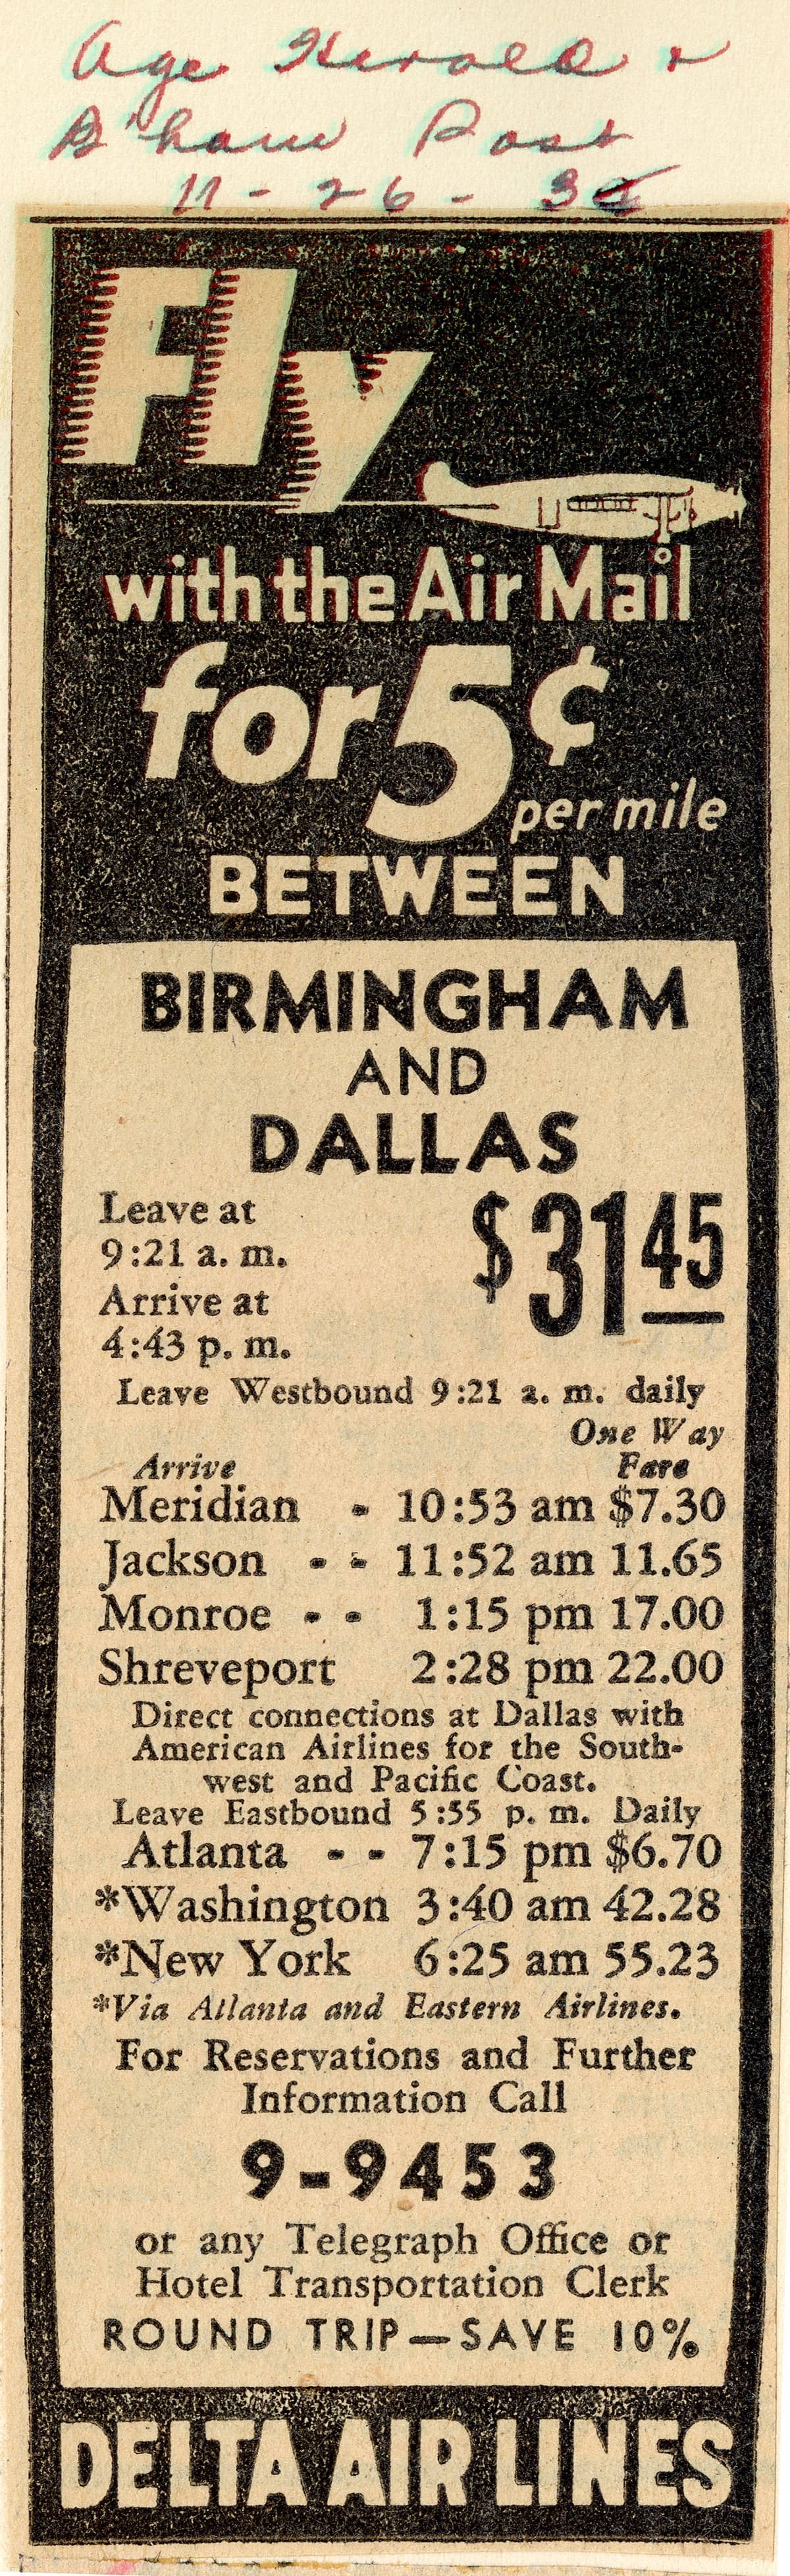 Age Herald &
B'ham Post
11-26-34
Fly
with the Air Mail
for 5¢
per mile
BETWEEN
BIRMINGHAM
AND
DALLAS
Leave at
9:21 a. m.
Arrive at
4:43 p. m.
$31 45
Leave Westbound 9:21 a. m. daily
One Way
Arrive Fare
Meridian - 10:53 am $7.30
Jackson - - 11:52 am 11.65
Monroe - - 1:15 pm 17.00
Shreveport 2:28 pm 22.00
Direct connections at Dallas with
American Airlines for the South-
west and Pacific Coast.
Leave Eastbound 5:55 p. m. Daily
Atlanta - - 7:15 pm $6.70
*Washington 3:40 am 42.28
*New York 6:25 am 55.23
*Via Atlanta and Eastern Airlines.
For Reservations and Further
Information Call
9-9453
or any Telegraph Office or
Hotel Transportation Clerk
ROUND TRIP—SAVE 10%
DELTA AIR LINES